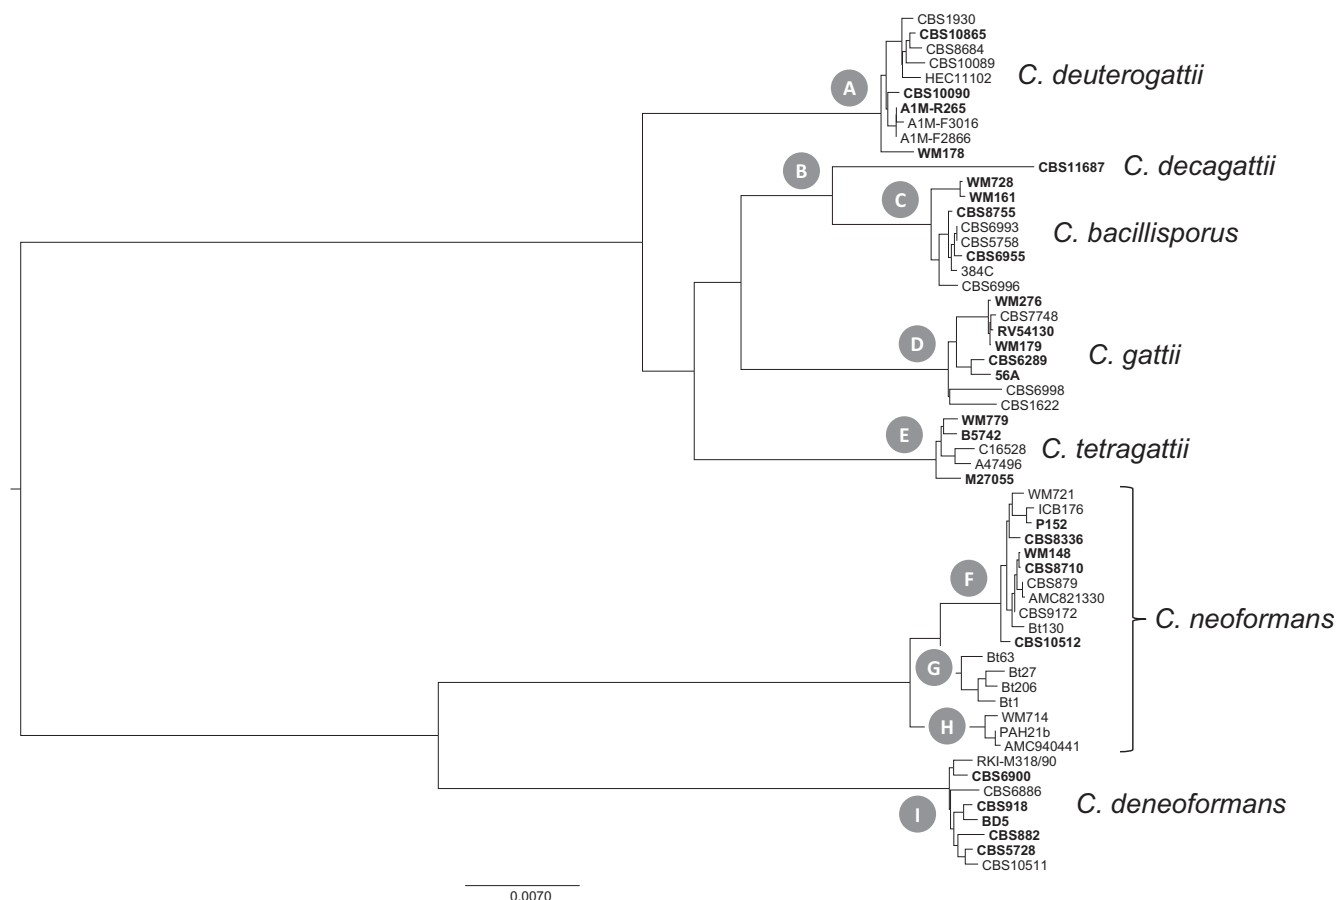 CBS1930
CBS10865
CBS8684
CBS10089
HEC11102
C. deuterogattii
A
CBS10090
A1M-R265
A1M-F3016
A1M-F2866
WM178
B
CBS11687
C. decagattii
WM728
C
WM161
CBS8755
CBS6993
C. bacillisporus
CBS5758
CBS6955
384C
CBS6996
WM276
CBS7748
RV54130
D
WM179
C. gattii
CBS6289
56A
CBS6998
CBS1622
WM779
E
B5742
C16528
C. tetragattii
A47496
M27055
WM721
ICB176
P152
CBS8336
WM148
CBS8710
F
CBS879
AMC821330
CBS9172
C. neoformans
Bt130
CBS10512
Bt63
G
Bt27
Bt206
Bt1
WM714
H
PAH21b
AMC940441
RKI-M318/90
CBS6900
CBS6886
CBS918
C. deneoformans
I
BD5
CBS882
CBS5728
CBS10511
0.0070